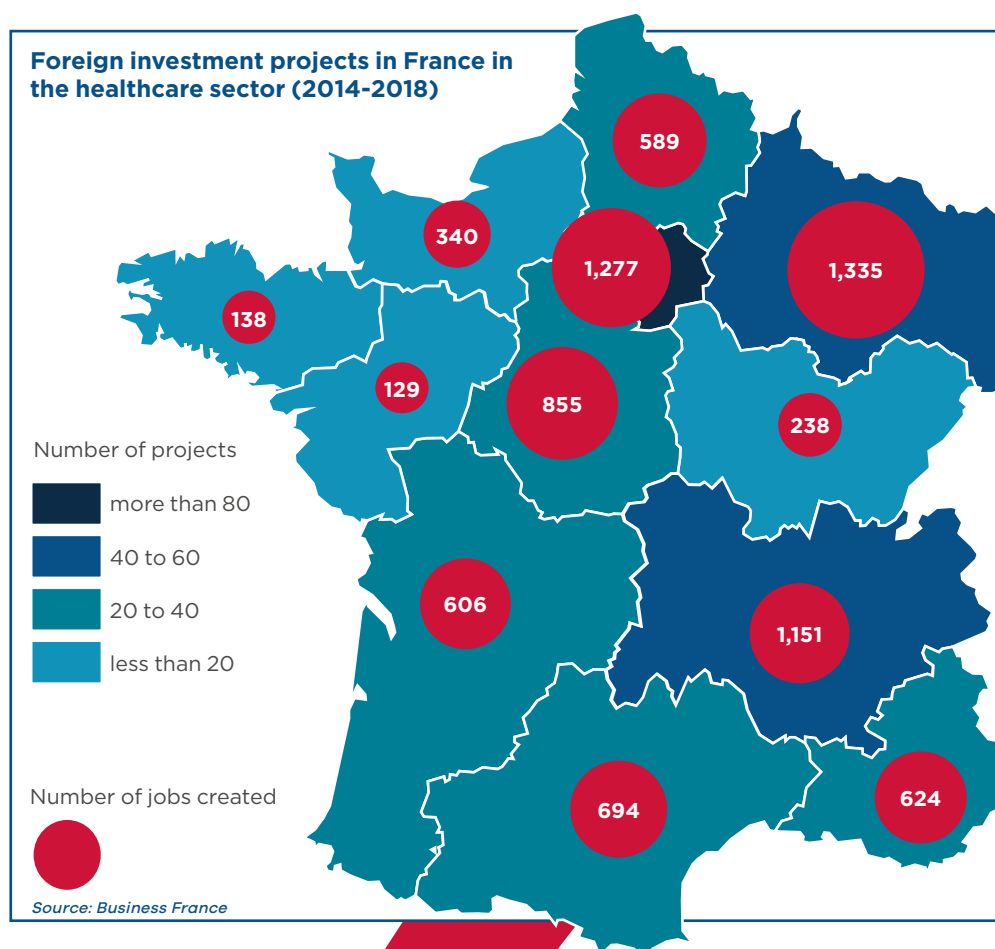 Foreign investment projects in France in
the healthcare sector (2014-2018)
589
340
1,277
1,335
138
129
855
238
Number of projects
more than 80
40 to 60
20 to 40
less than 20
606
1,151
694
624
Number of jobs created
Source: Business France